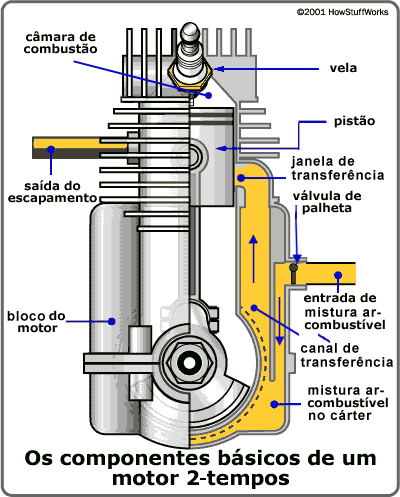 ©2001 HowStuffWorks
câmara de
combustão
vela
pistão
janela de
transferência
saída do
escapamento
válvula de
palheta
entrada de
mistura ar-
combustível
bloco do
motor
canal de
transferência
mistura ar-
combustível
no cárter
Os componentes básicos de um
motor 2-tempos